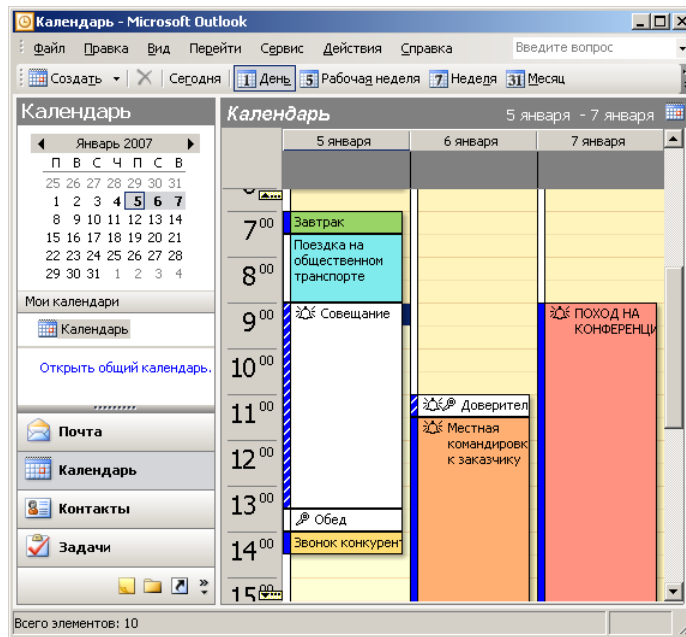 Календарь - Microsoft Outlook
Файл Правка Вид Перейти Сервис Действия Справка Введите вопрос
Создать Сегодня 1 День 5 Рабочая неделя 7 Неделя 31 Месяц
Календарь
Календарь 5 января - 7 января
Январь 2007
П В С Ч П С В
25 26 27 28 29 30 31
1 2 3 4 5 6 7
8 9 10 11 12 13 14
15 16 17 18 19 20 21
22 23 24 25 26 27 28
29 30 31 1 2 3 4
Мои календари
Календарь
Открыть общий календарь.
Почта
Календарь
Контакты
Задачи
5 января 6 января 7 января
7 00 Завтрак
Поездка на
общественном
транспорте
8 00
9 00 Совещание
ПОХОД НА
КОНФЕРЕНЦИ
10 00
11 00 Доверител
Местная
командировк
к заказчику
12 00
13 00
Обед
Звонок конкурент
14 00
15
Всего элементов: 10